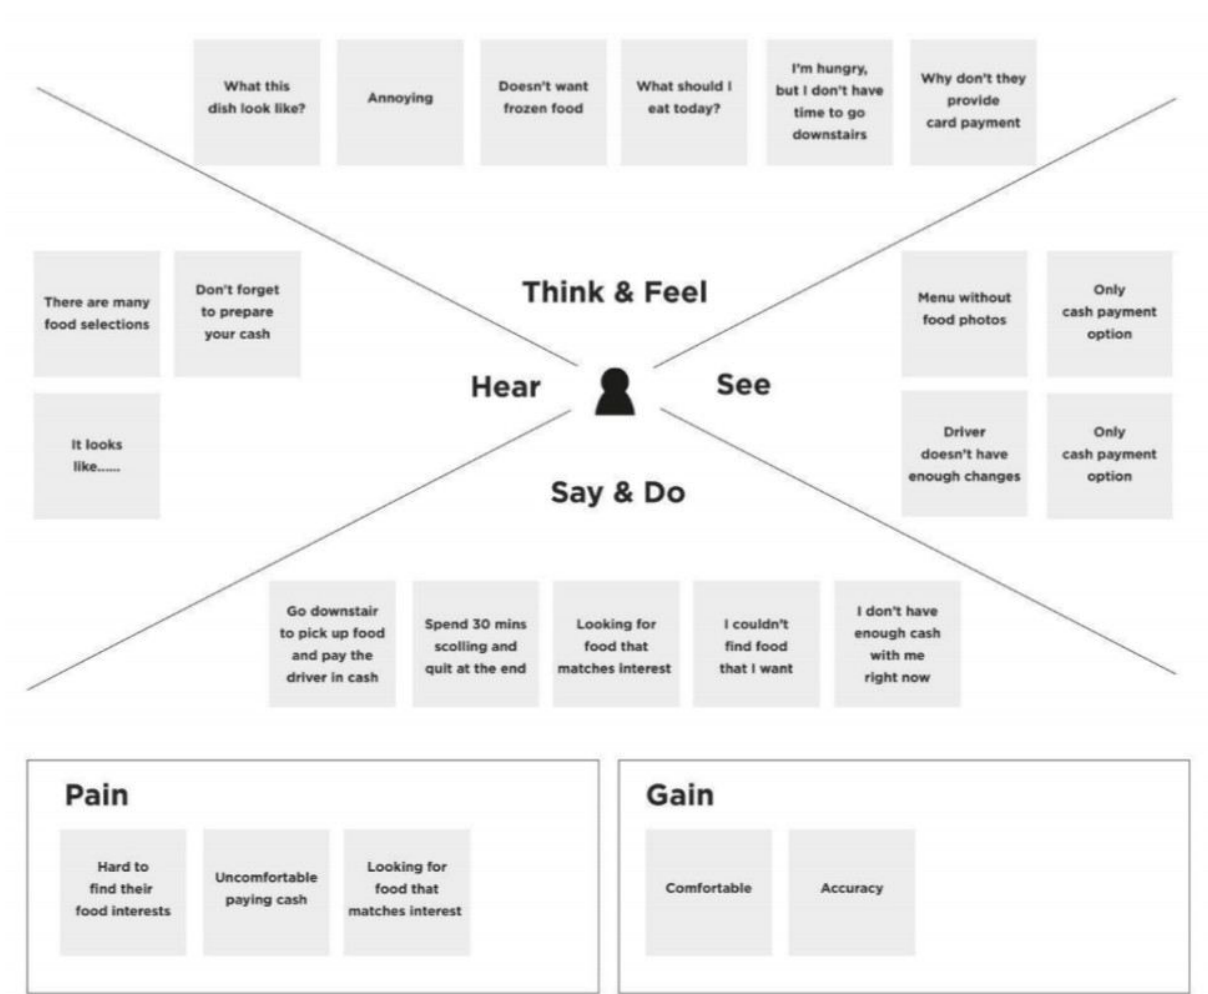 What this
dish look like?
Annoying
Doesn't want
frozen food
What should I
eat today?
I'm hungry,
but I don't have
time to go
downstairs
Why don't they
provide
card payment
Think & Feel
There are many
food selections
Don't forget
to prepare
your cash
It looks
like......
Hear
See
Menu without
food photos
Only
cash payment
option
Driver
doesn't have
enough changes
Only
cash payment
option
Say & Do
Go downstair
to pick up food
and pay the
driver in cash
Spend 30 mins
scolling and
quit at the end
Looking for
food that
matches interest
I couldn't
find food
that I want
I don't have
enough cash
with me
right now
Pain
Hard to
find their
food interests
Uncomfortable
paying cash
Looking for
food that
matches interest
Gain
Comfortable
Accuracy